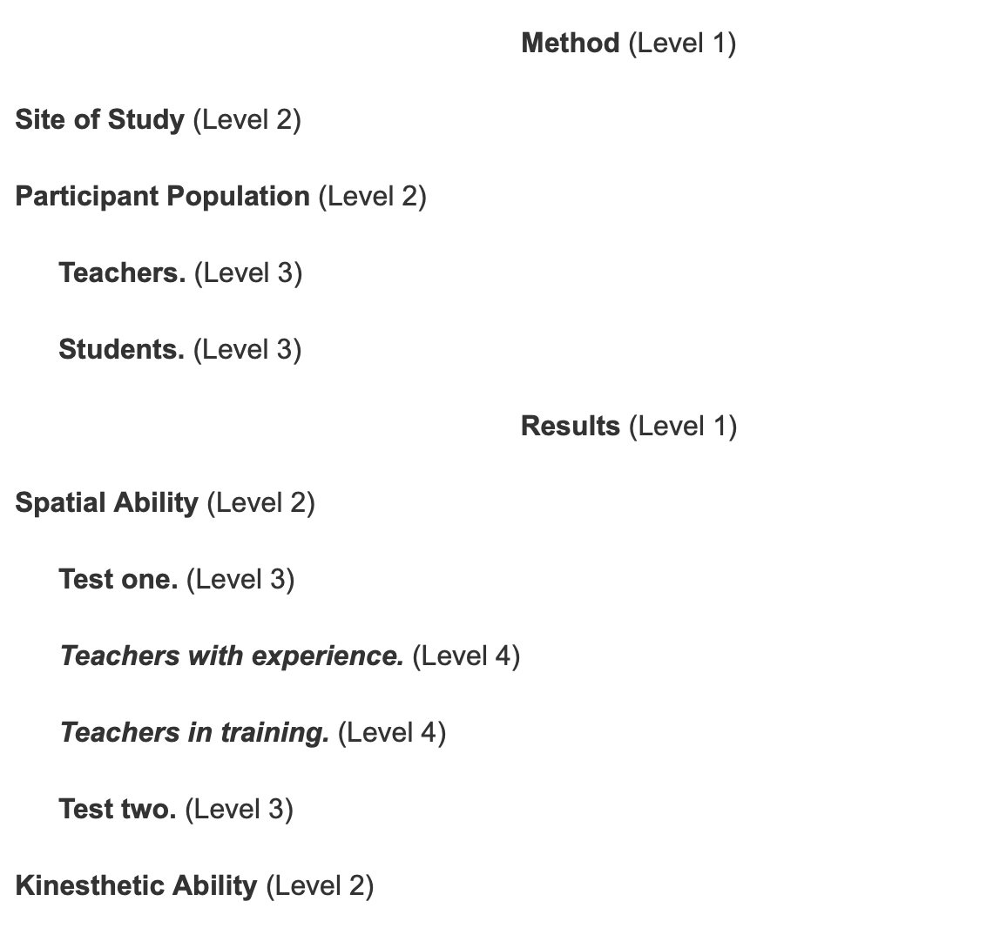 Method (Level 1)
Site of Study (Level 2)
Participant Population (Level 2)
Teachers. (Level 3)
Students. (Level 3)
Results (Level 1)
Spatial Ability (Level 2)
Test one. (Level 3)
Teachers with experience. (Level 4)
Teachers in training. (Level 4)
Test two. (Level 3)
Kinesthetic Ability (Level 2)